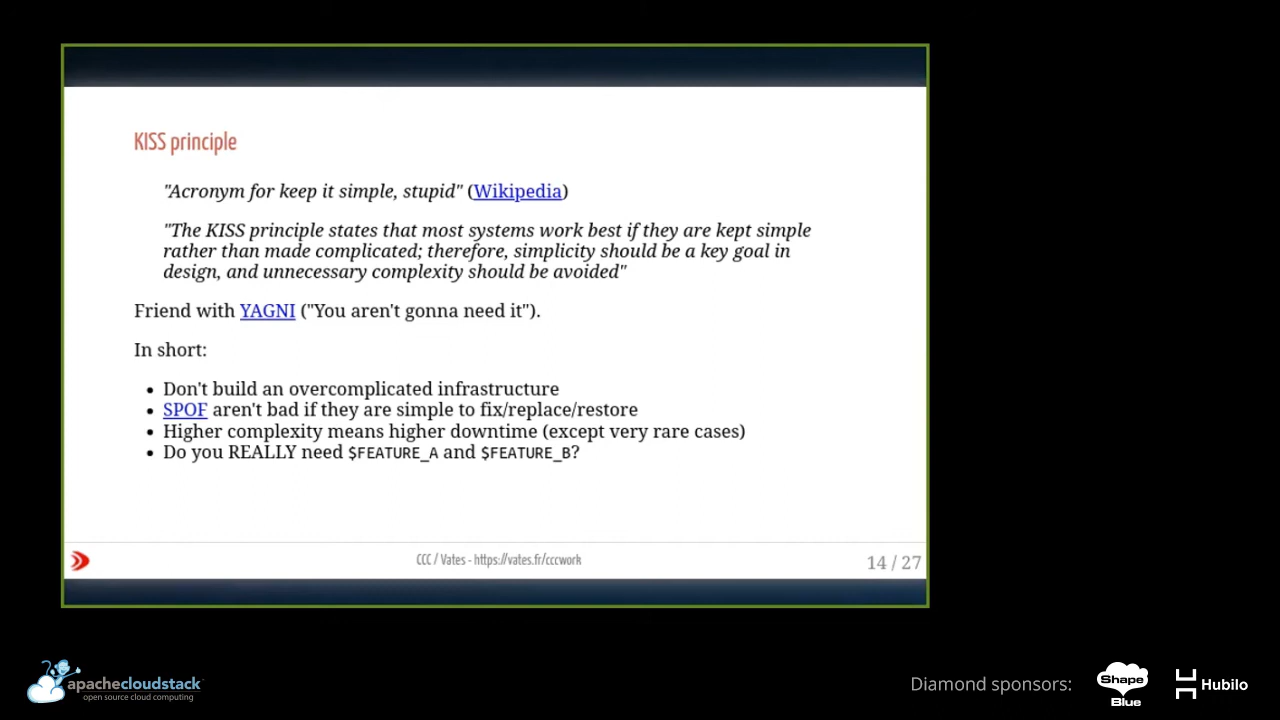 KISS principle
"Acronym for keep it simple, stupid" (Wikipedia)
"The KISS principle states that most systems work best if they are kept simple
rather than made complicated; therefore, simplicity should be a key goal in
design, and unnecessary complexity should be avoided"
Friend with YAGNI ("You aren't gonna need it").
In short:
• Don't build an overcomplicated infrastructure
• SPOF aren't bad if they are simple to fix/replace/restore
• Higher complexity means higher downtime (except very rare cases)
• Do you REALLY need $FEATURE_A and $FEATURE_B?
CCC / Vates - https://vates.fr/cccwork
14 / 27
apachecloudstack
open source cloud computing
Diamond sponsors:
Shape
Blue
Hubilo